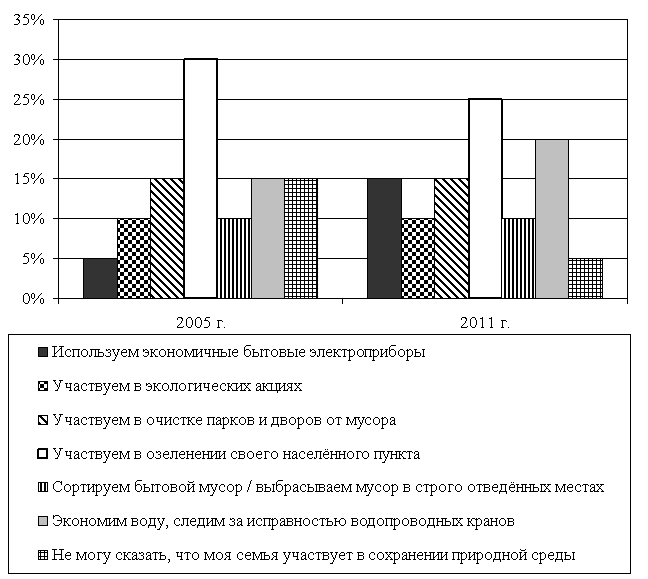 35%
30%
25%
20%
15%
10%
5%
0%
2005 г.
2011 г.
Используем экономичные бытовые электроприборы
Участвуем в экологических акциях
Участвуем в очистке парков и дворов от мусора
Участвуем в озеленении своего населённого пункта
Сортируем бытовой мусор / выбрасываем мусор в строго отведённых местах
Экономим воду, следим за исправностью водопроводных кранов
Не могу сказать, что моя семья участвует в сохранении природной среды